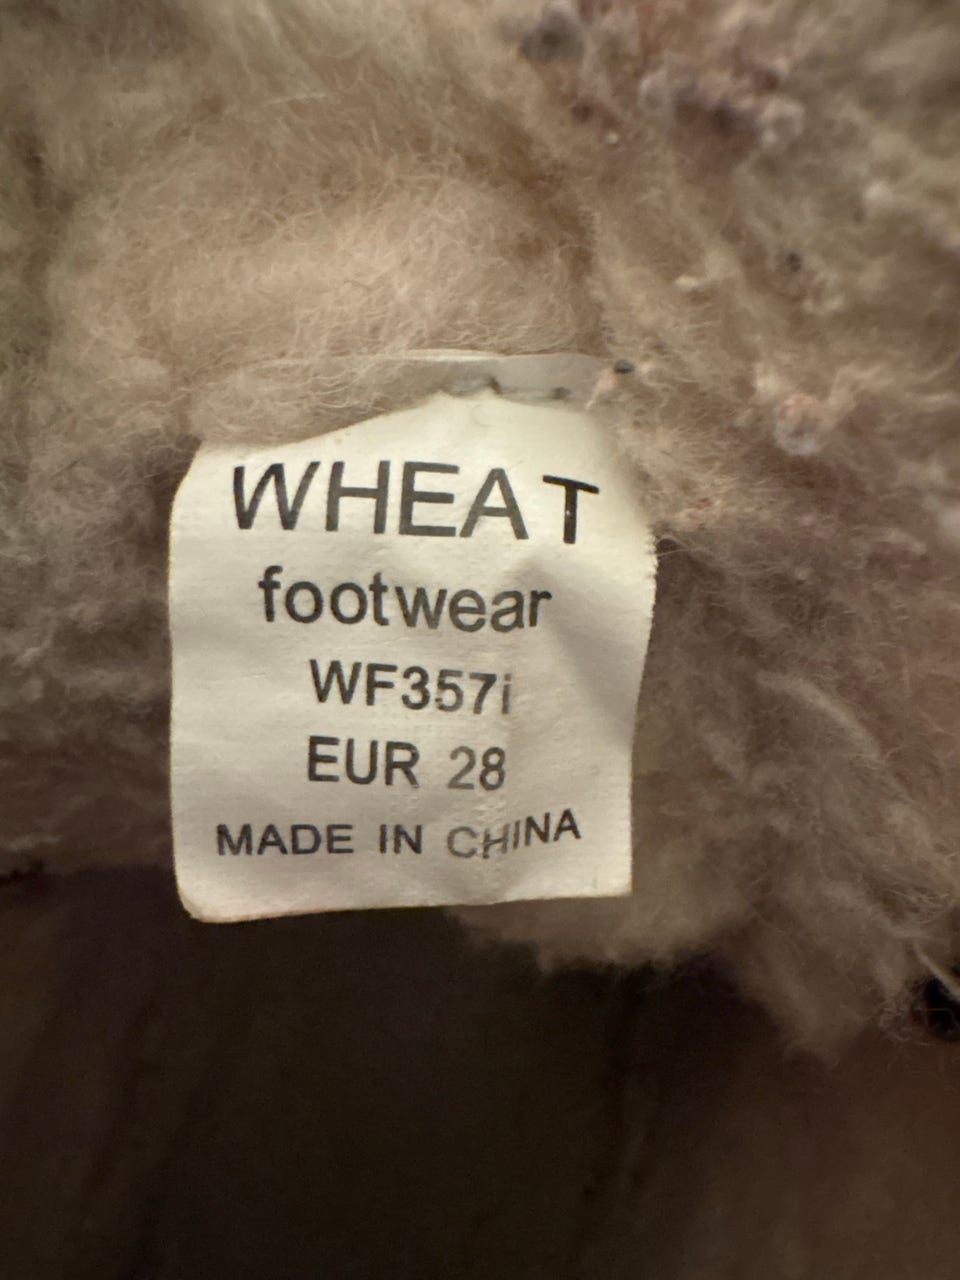 WHEAT
footwear
WF357i
EUR 28
MADE IN CHINA